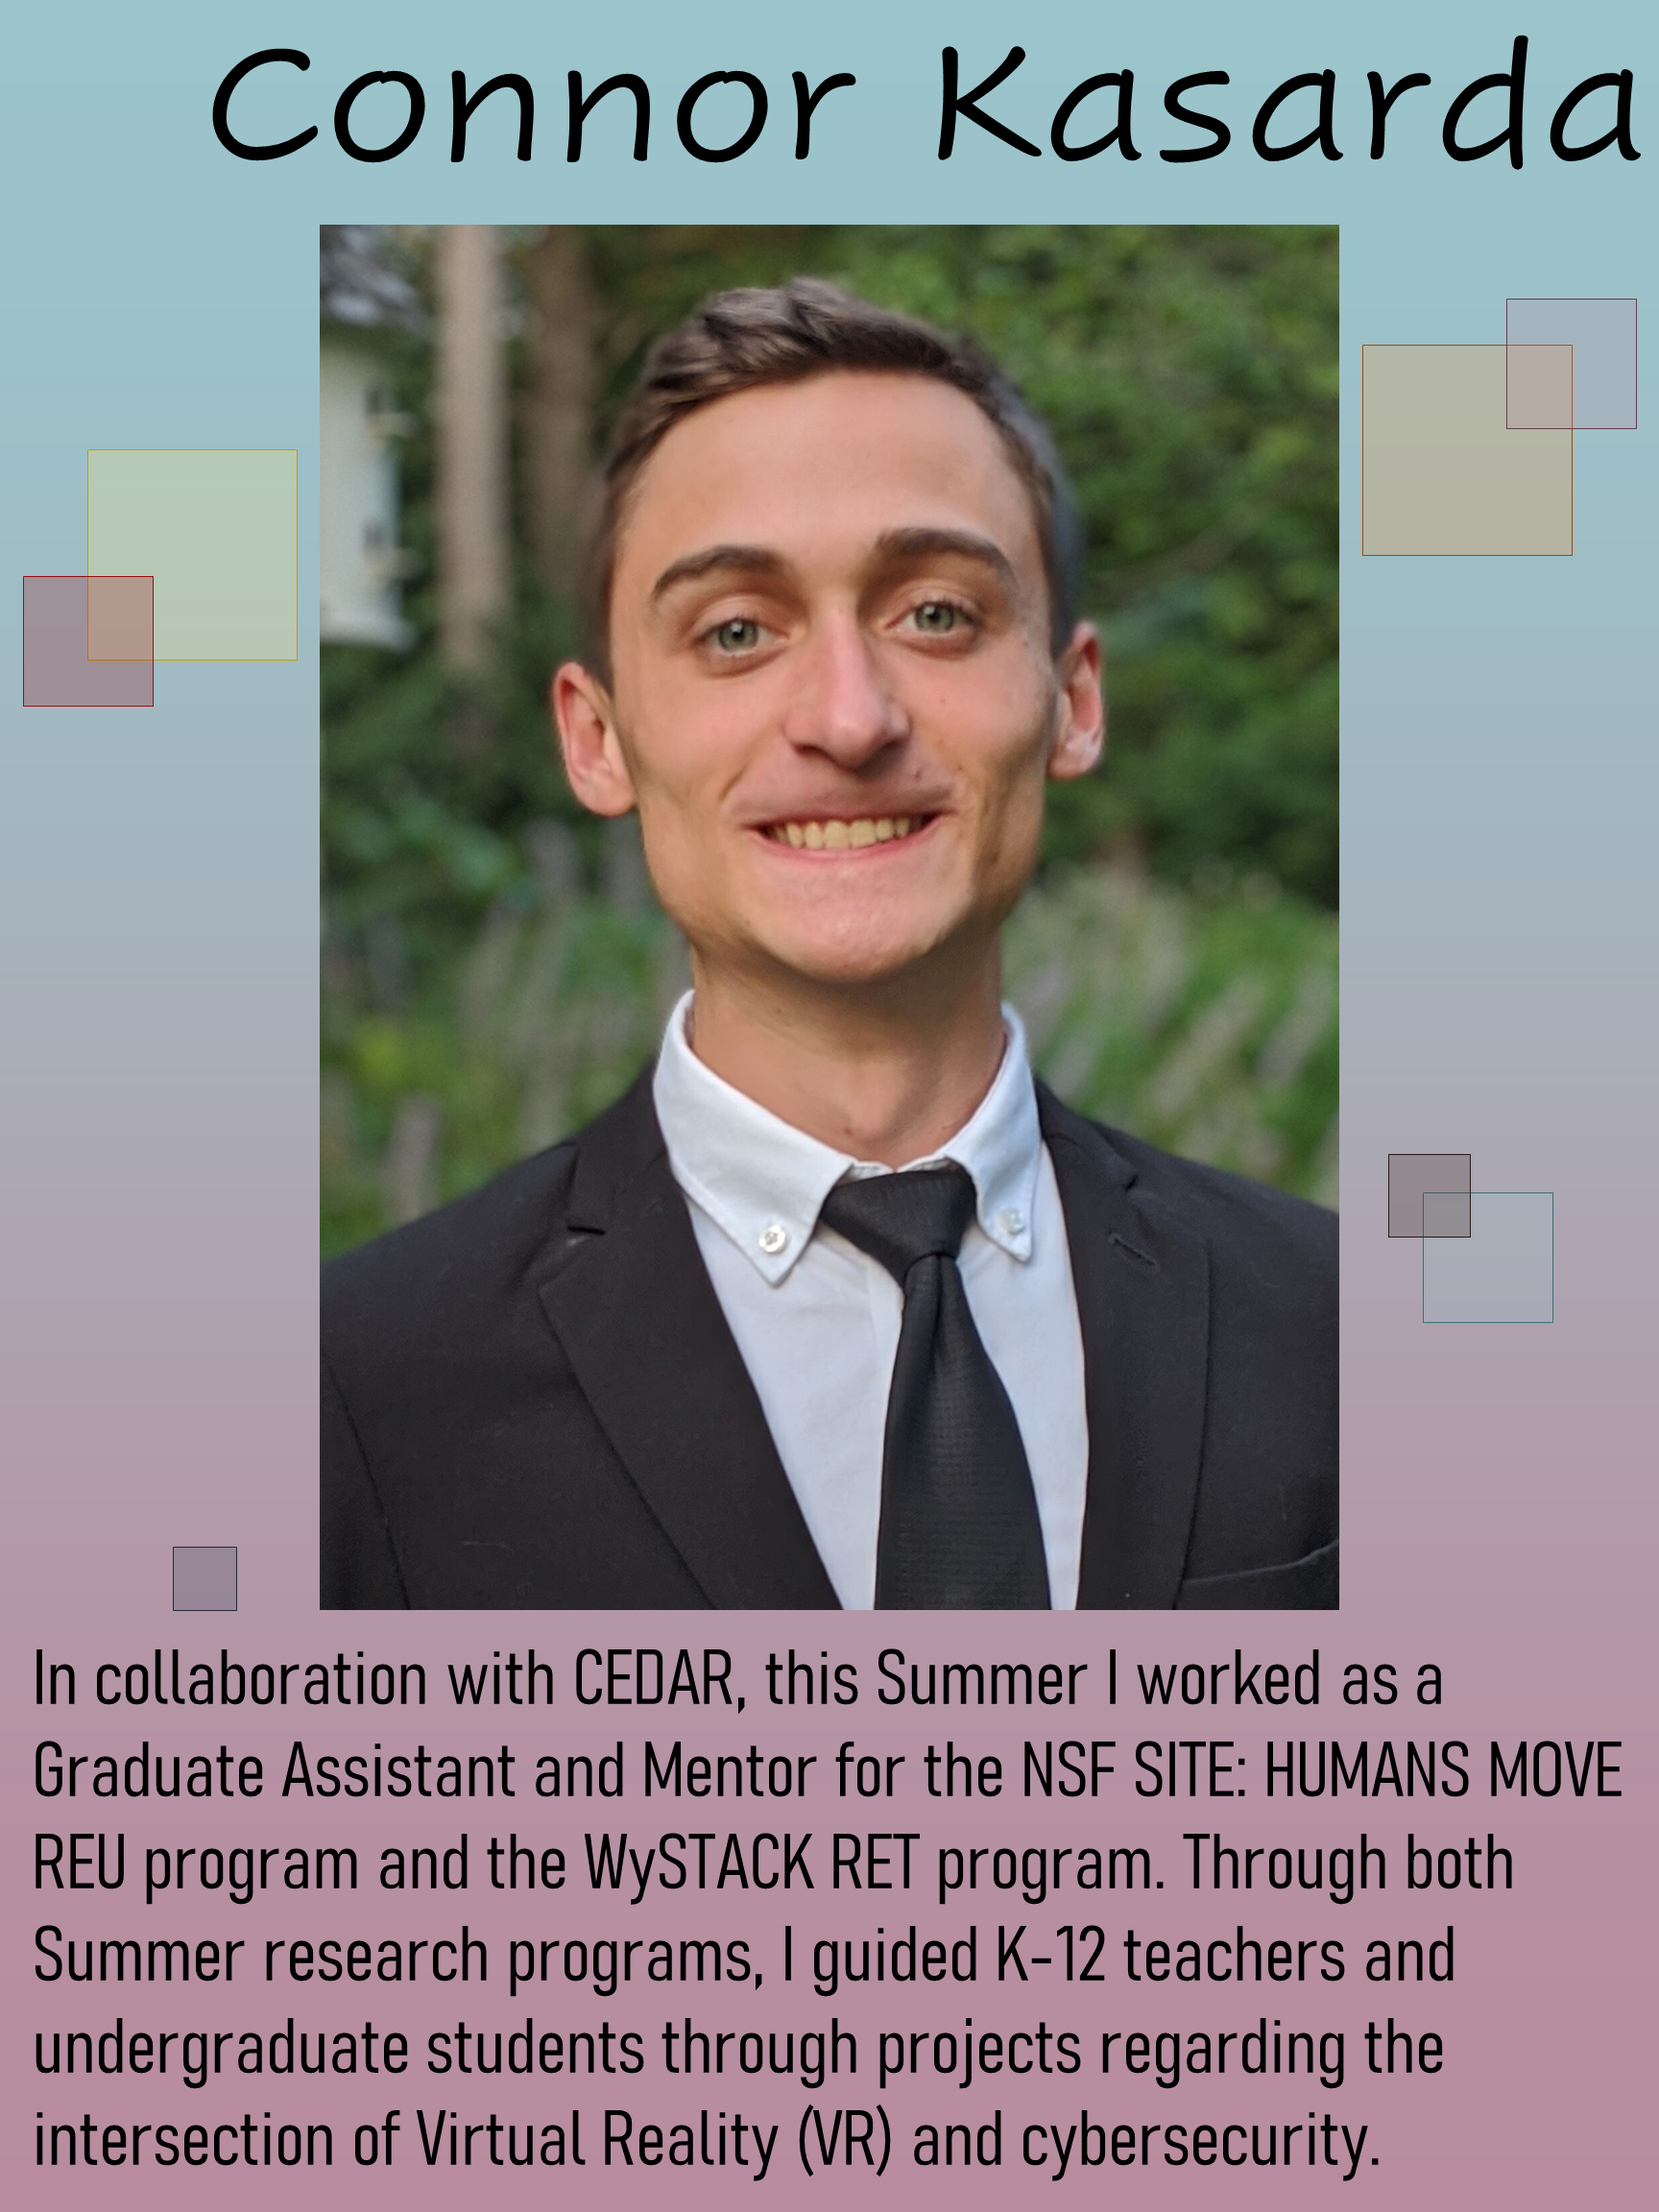 Connor Kasarda
In collaboration with CEDAR, this Summer I worked as a
Graduate Assistant and Mentor for the NSF SITE: HUMANS MOVE
REU program and the WySTACK RET program. Through both
Summer research programs, I guided K-12 teachers and
undergraduate students through projects regarding the
intersection of Virtual Reality (VR) and cybersecurity.